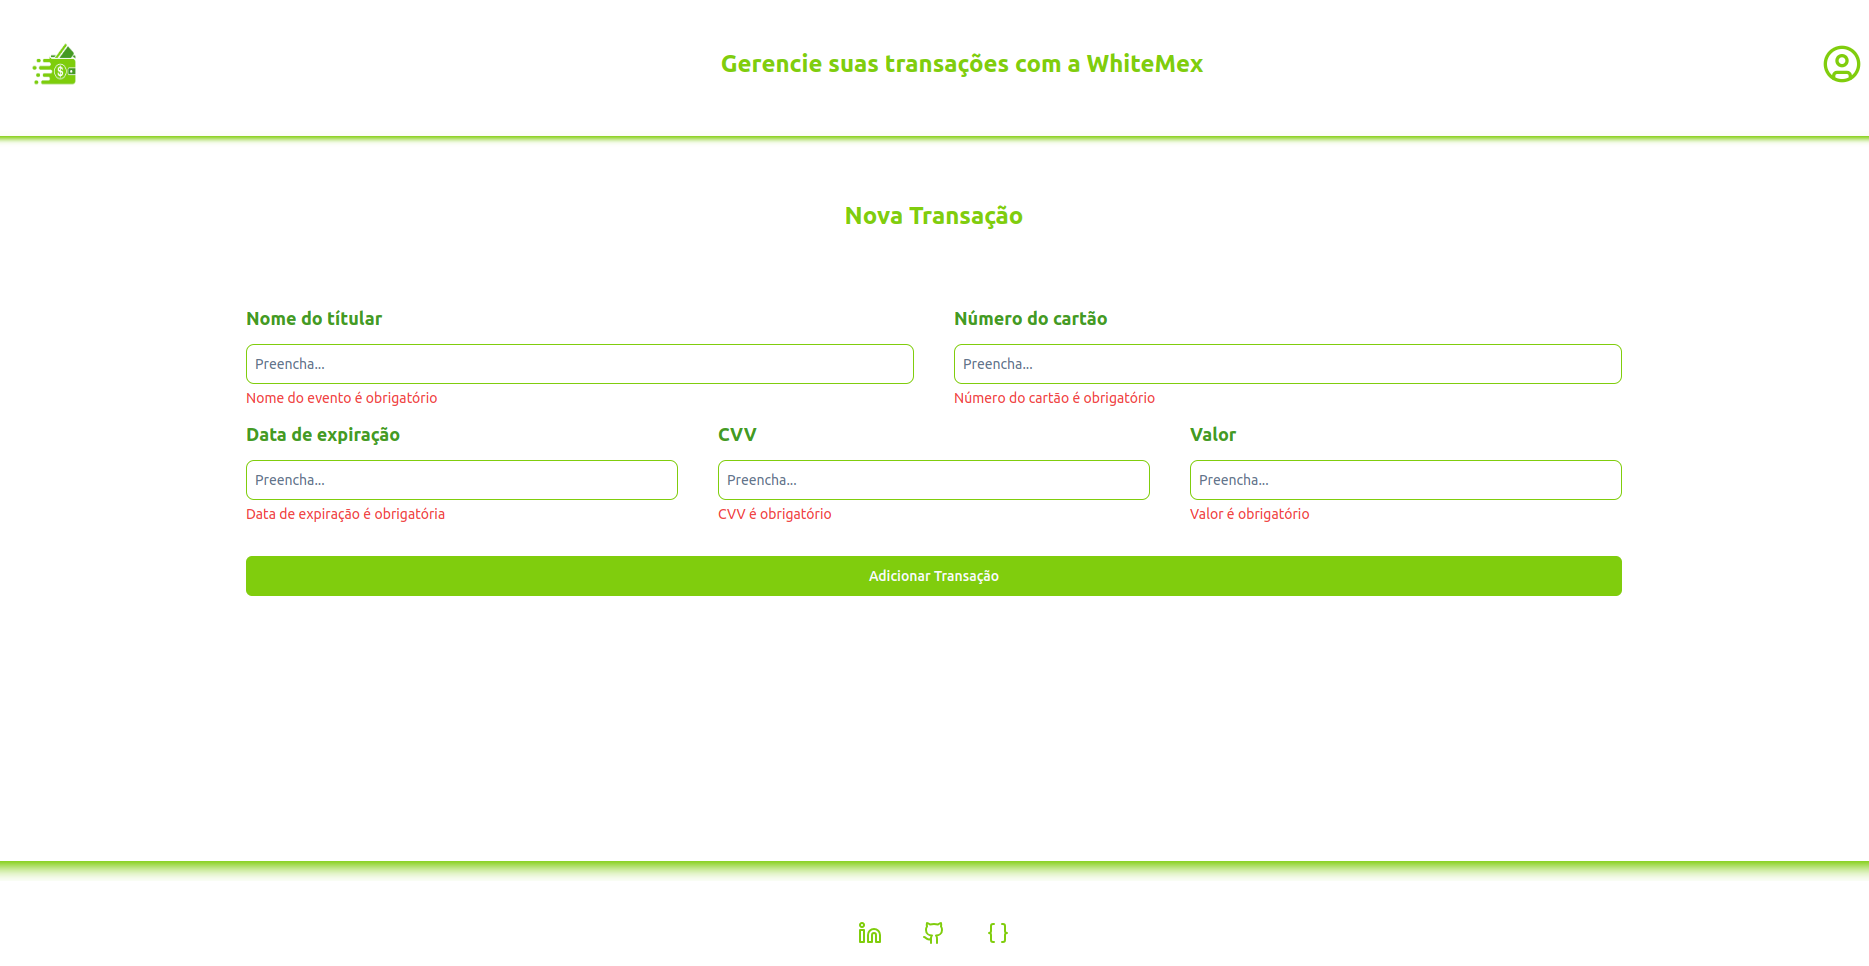 Gerencie suas transações com a WhiteMex
Nova Transação
Nome do títular
Número do cartão
Preencha...
Preencha...
Nome do evento é obrigatório
Número do cartão é obrigatório
Data de expiração
CVV
Valor
Preencha...
Preencha...
Preencha...
Data de expiração é obrigatória
CVV é obrigatório
Valor é obrigatório
Adicionar Transação